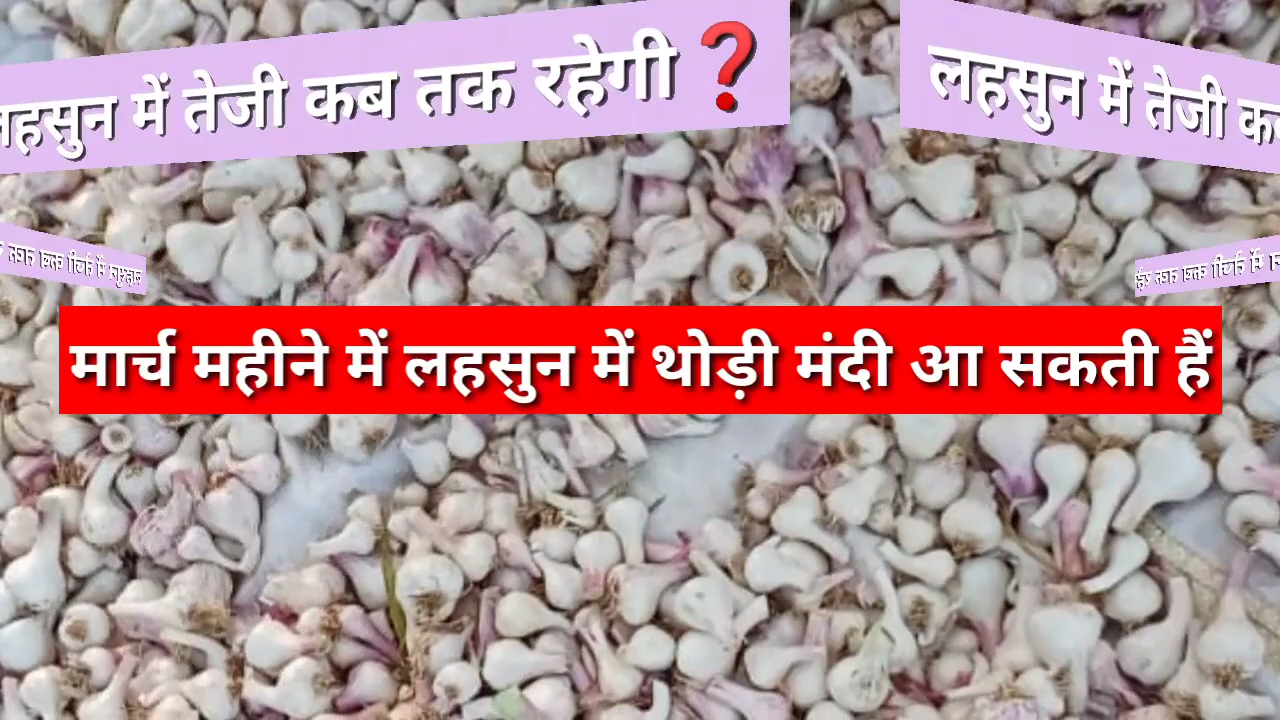 लहसुन में तेजी कब तक रहेगी ❓
लहसुन में तेजी
मार्च महीने में लहसुन में थोड़ी मंदी आ सकती हैं